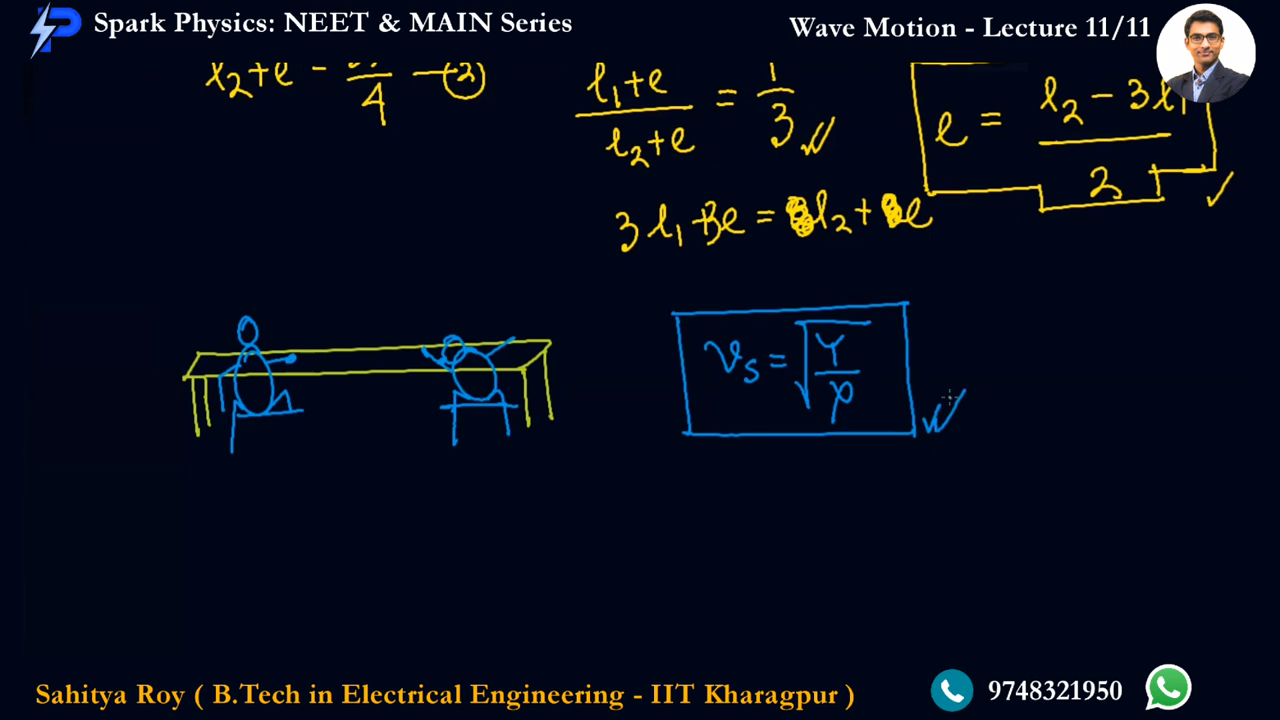 Spark Physics: NEET & MAIN Series
Wave Motion - Lecture 11/11
l₂+e = /4 —(2)
l₁+e / l₂+e = 1/3
e = l₂ - 3l₁ / 2
3l₁+3e = l₂+ e
vₛ = √(Y/ρ)
Sahitya Roy ( B.Tech in Electrical Engineering - IIT Kharagpur )
9748321950